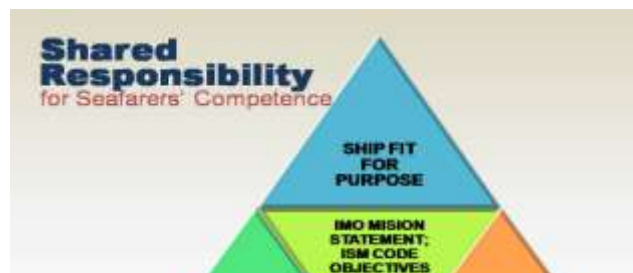 Shared
Responsibility
for Seafarers' Competence
SHIP FIT
FOR
PURPOSE
IMO MISION
STATEMENT;
ISM CODE
OBJECTIVES